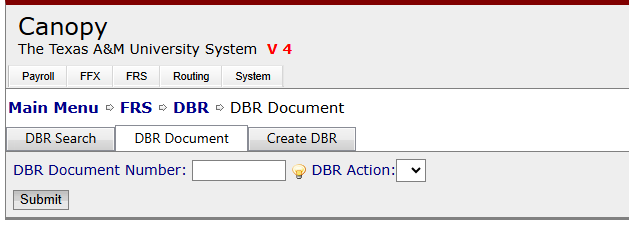 Canopy
The Texas A&M University System V 4
Payroll FFX FRS Routing System
Main Menu ⇨ FRS ⇨ DBR ⇨ DBR Document
DBR Search DBR Document Create DBR
DBR Document Number: DBR Action:
Submit